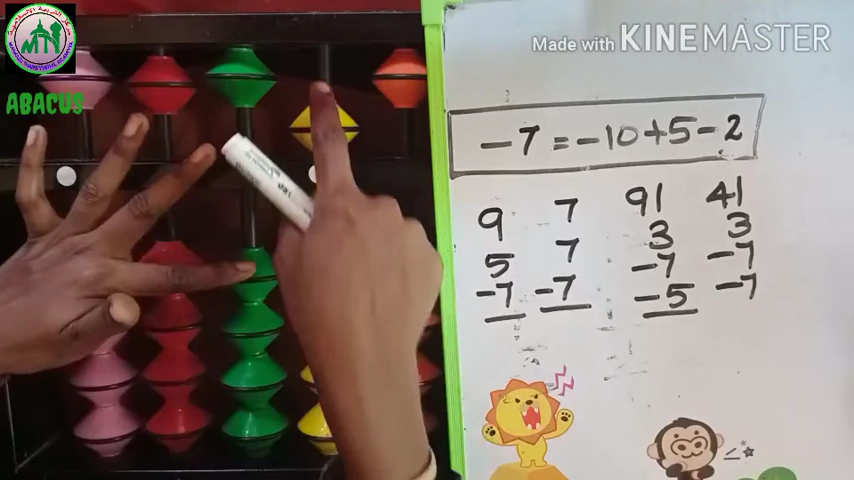 Made with KINEMASTER
ABACUS
-7 = -10+5-2
9 7 91 41
5 7 3 3
-7 -7 -7 -7
-5 -7